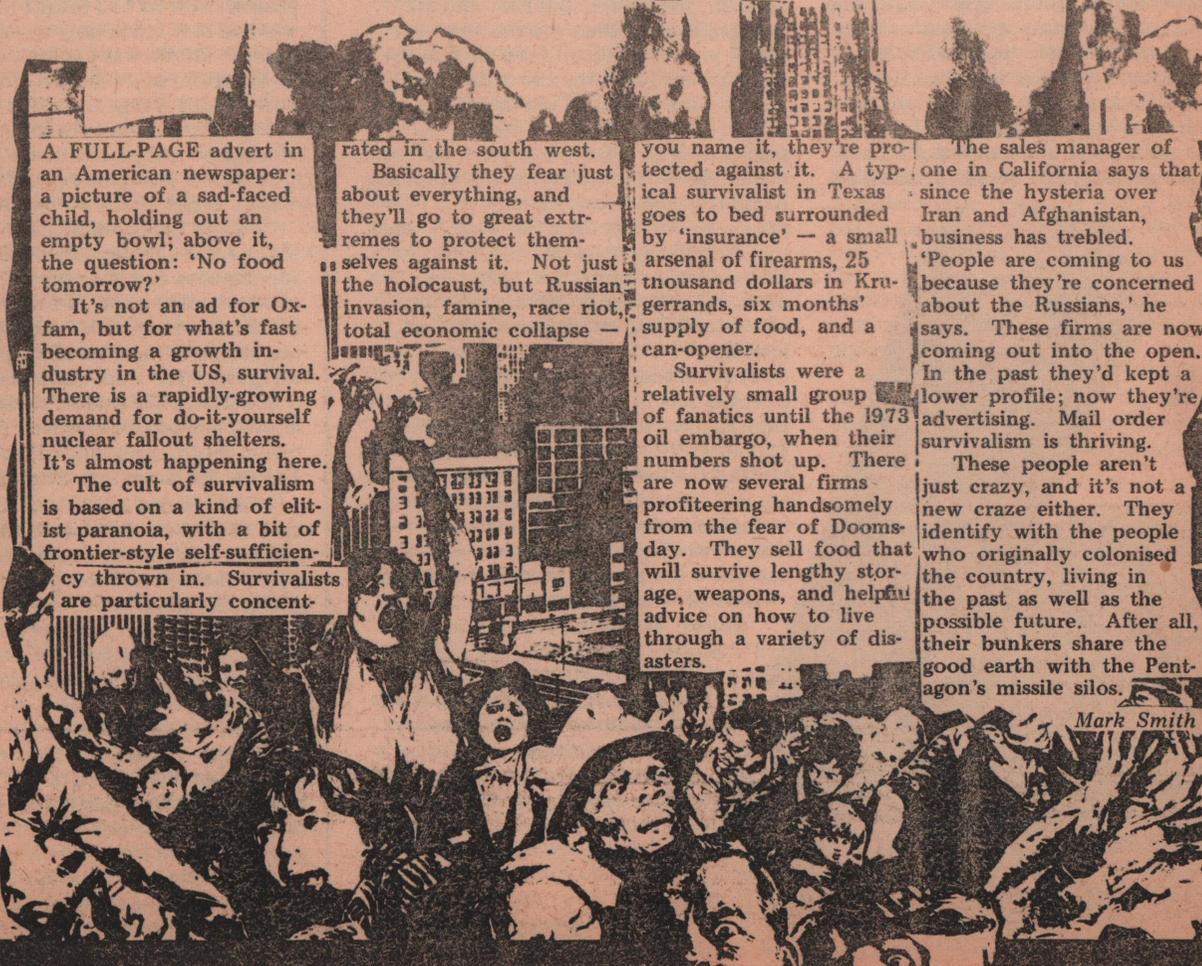 A FULL-PAGE advert in
an American newspaper:
a picture of a sad-faced
child, holding out an
empty bowl; above it,
the question: ‘No food
tomorrow?’
It’s not an ad for Ox-
fam, but for what’s fast
becoming a growth in-
dustry in the US, survival.
There is a rapidly-growing
demand for do-it-yourself
nuclear fallout shelters.
It’s almost happening here.
The cult of survivalism
is based on a kind of elit-
ist paranoia, with a bit of
frontier-style self-sufficien-
cy thrown in. Survivalists
are particularly concent-
rated in the south west.
Basically they fear just
about everything, and
they’ll go to great extr-
remes to protect them-
selves against it. Not just
the holocaust, but Russian
invasion, famine, race riot,
total economic collapse —
you name it, they’re pro-
tected against it. A typ-
ical survivalist in Texas
goes to bed surrounded
by ‘insurance’ — a small
arsenal of firearms, 25
thousand dollars in Kru-
gerrands, six months’
supply of food, and a
can-opener.
Survivalists were a
relatively small group
of fanatics until the 1973
oil embargo, when their
numbers shot up. There
are now several firms
profiteering handsomely
from the fear of Dooms-
day. They sell food that
will survive lengthy stor-
age, weapons, and helpful
advice on how to live
through a variety of dis-
asters.
The sales manager of
one in California says that
since the hysteria over
Iran and Afghanistan,
business has trebled.
‘People are coming to us
because they’re concerned
about the Russians,’ he
says. These firms are now
coming out into the open.
In the past they’d kept a
lower profile; now they’re
advertising. Mail order
survivalism is thriving.
These people aren’t
just crazy, and it’s not a
new craze either. They
identify with the people
who originally colonised
the country, living in
the past as well as the
possible future. After all,
their bunkers share the
good earth with the Pent-
agon’s missile silos.
Mark Smith